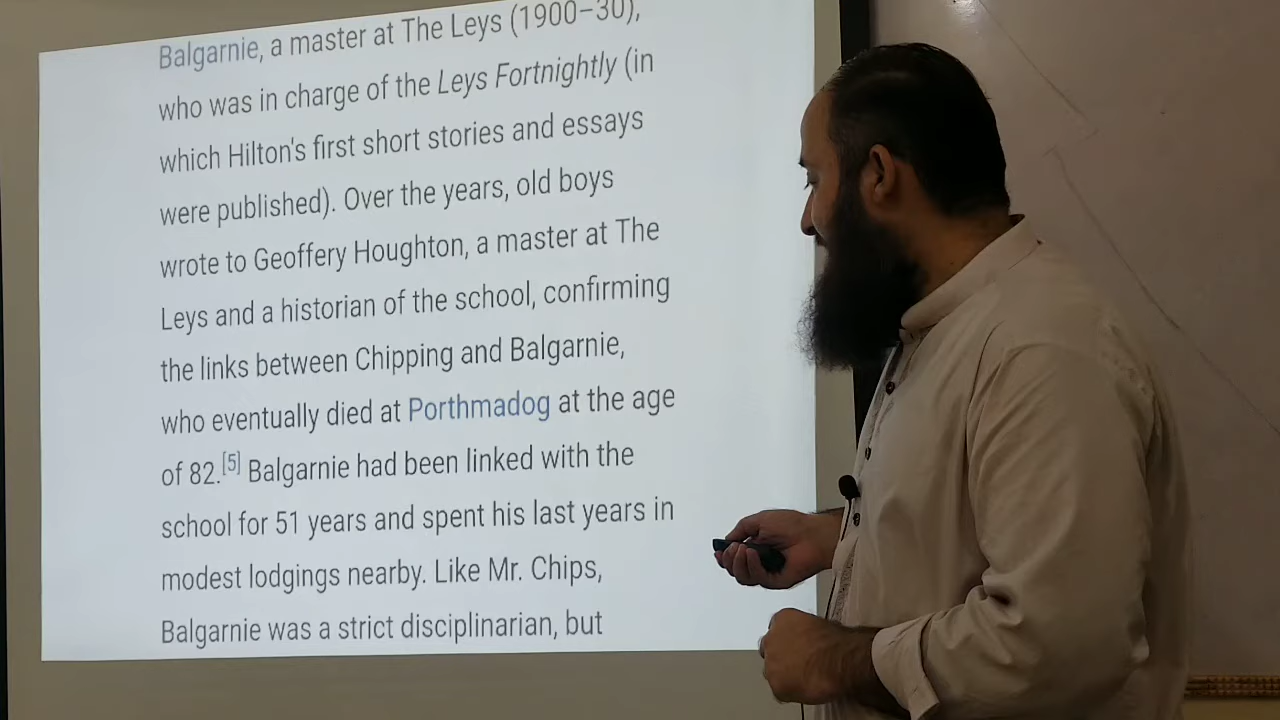 Balgarnie, a master at The Leys (1900–30),
who was in charge of the Leys Fortnightly (in
which Hilton's first short stories and essays
were published). Over the years, old boys
wrote to Geoffery Houghton, a master at The
Leys and a historian of the school, confirming
the links between Chipping and Balgarnie,
who eventually died at Porthmadog at the age
of 82.[5] Balgarnie had been linked with the
school for 51 years and spent his last years in
modest lodgings nearby. Like Mr. Chips,
Balgarnie was a strict disciplinarian, but